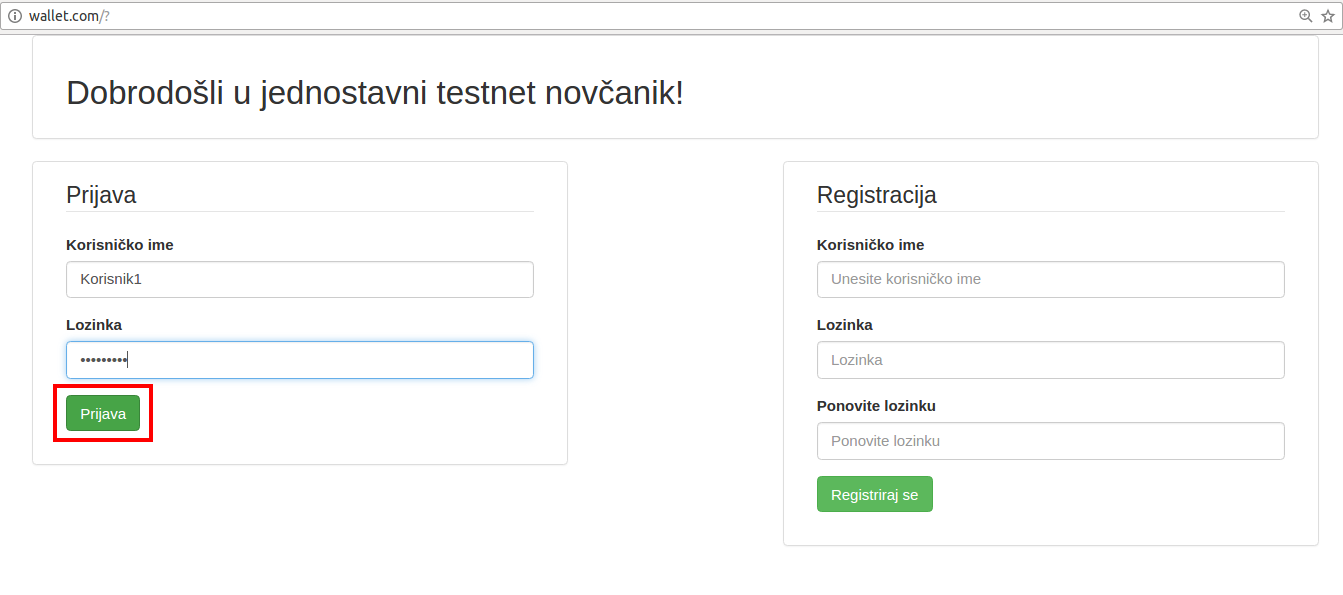 wallet.com/?
Dobrodošli u jednostavni testnet novčanik!
Prijava
Korisničko ime
Korisnik1
Lozinka
•••••••••
Prijava
Registracija
Korisničko ime
Unesite korisničko ime
Lozinka
Lozinka
Ponovite lozinku
Ponovite lozinku
Registriraj se